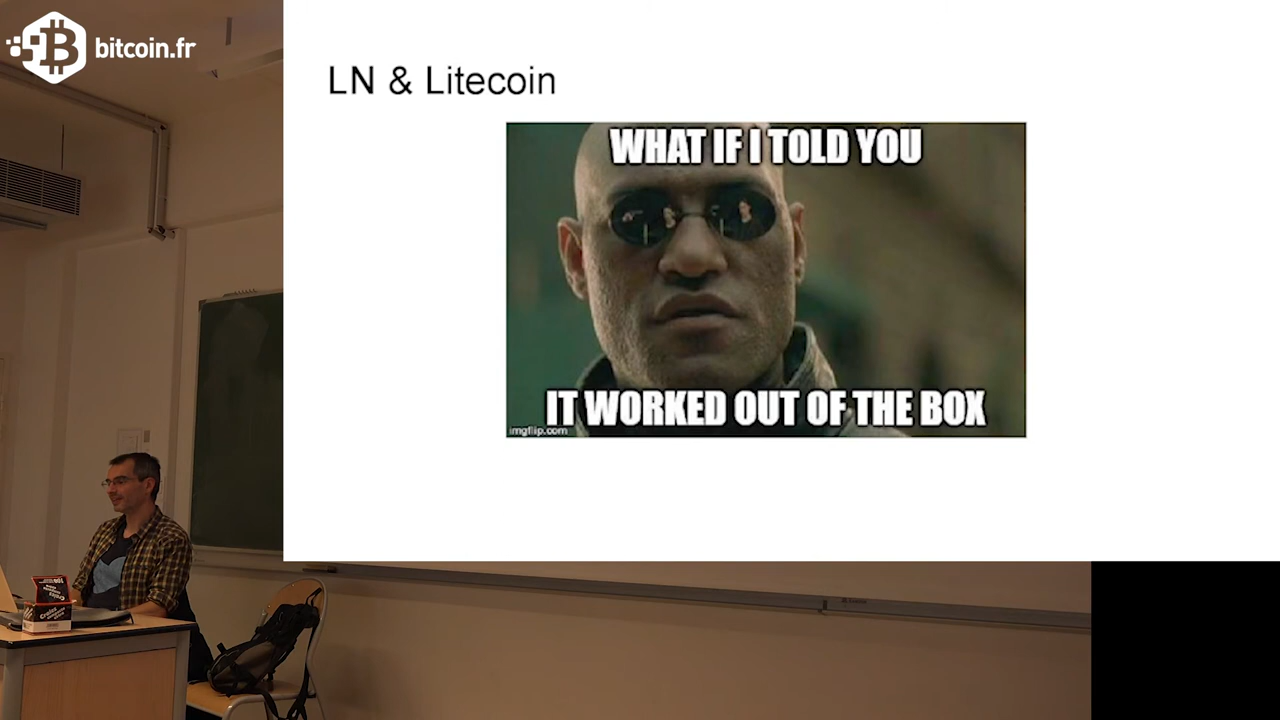 bitcoin.fr
LN & Litecoin
WHAT IF I TOLD YOU
IT WORKED OUT OF THE BOX
imgflip.com